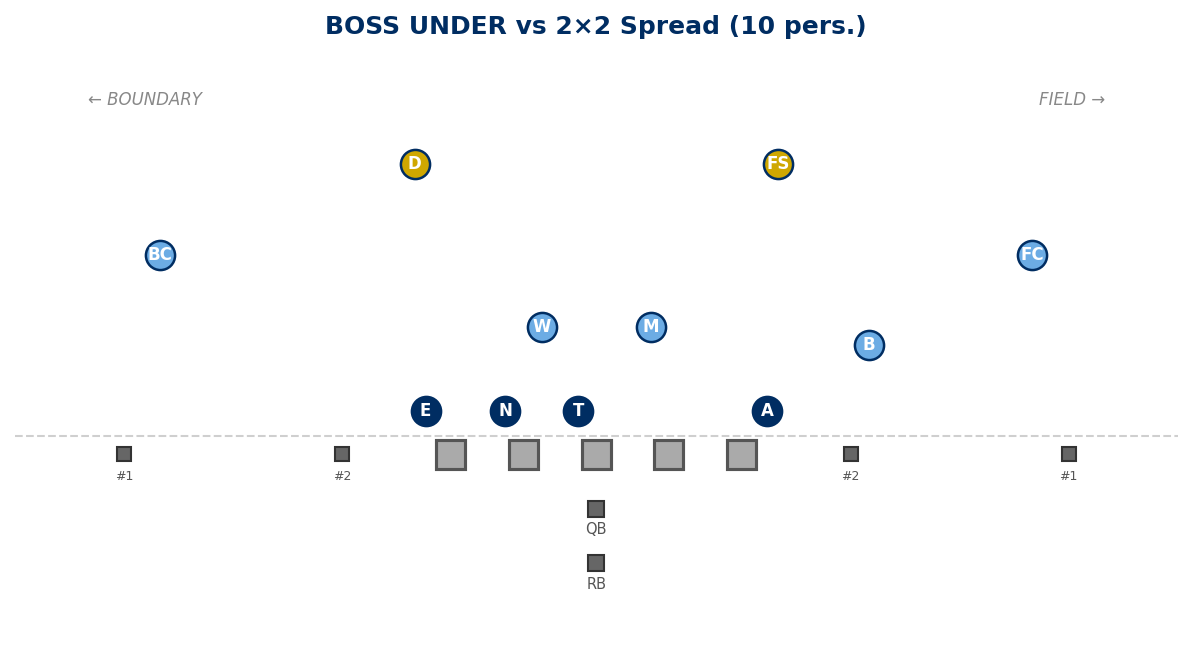 BOSS UNDER vs 2×2 Spread (10 pers.)
← BOUNDARY
FIELD →
D
FS
BC
FC
W
M
B
E
N
T
A
#1
#2
#2
#1
QB
RB